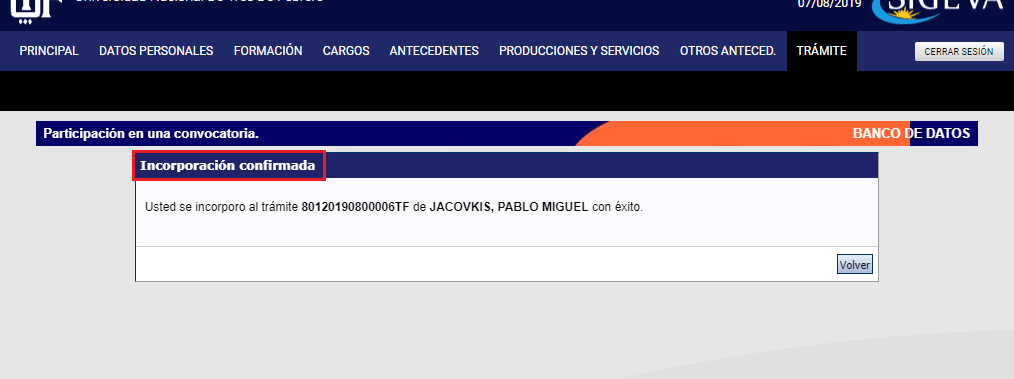 07/08/2019
SIGEVA
PRINCIPAL DATOS PERSONALES FORMACIÓN CARGOS ANTECEDENTES PRODUCCIONES Y SERVICIOS OTROS ANTECED. TRÁMITE CERRAR SESIÓN
Participación en una convocatoria. BANCO DE DATOS
Incorporación confirmada
Usted se incorporo al trámite 80120190800006TF de JACOVKIS, PABLO MIGUEL con éxito.
Volver